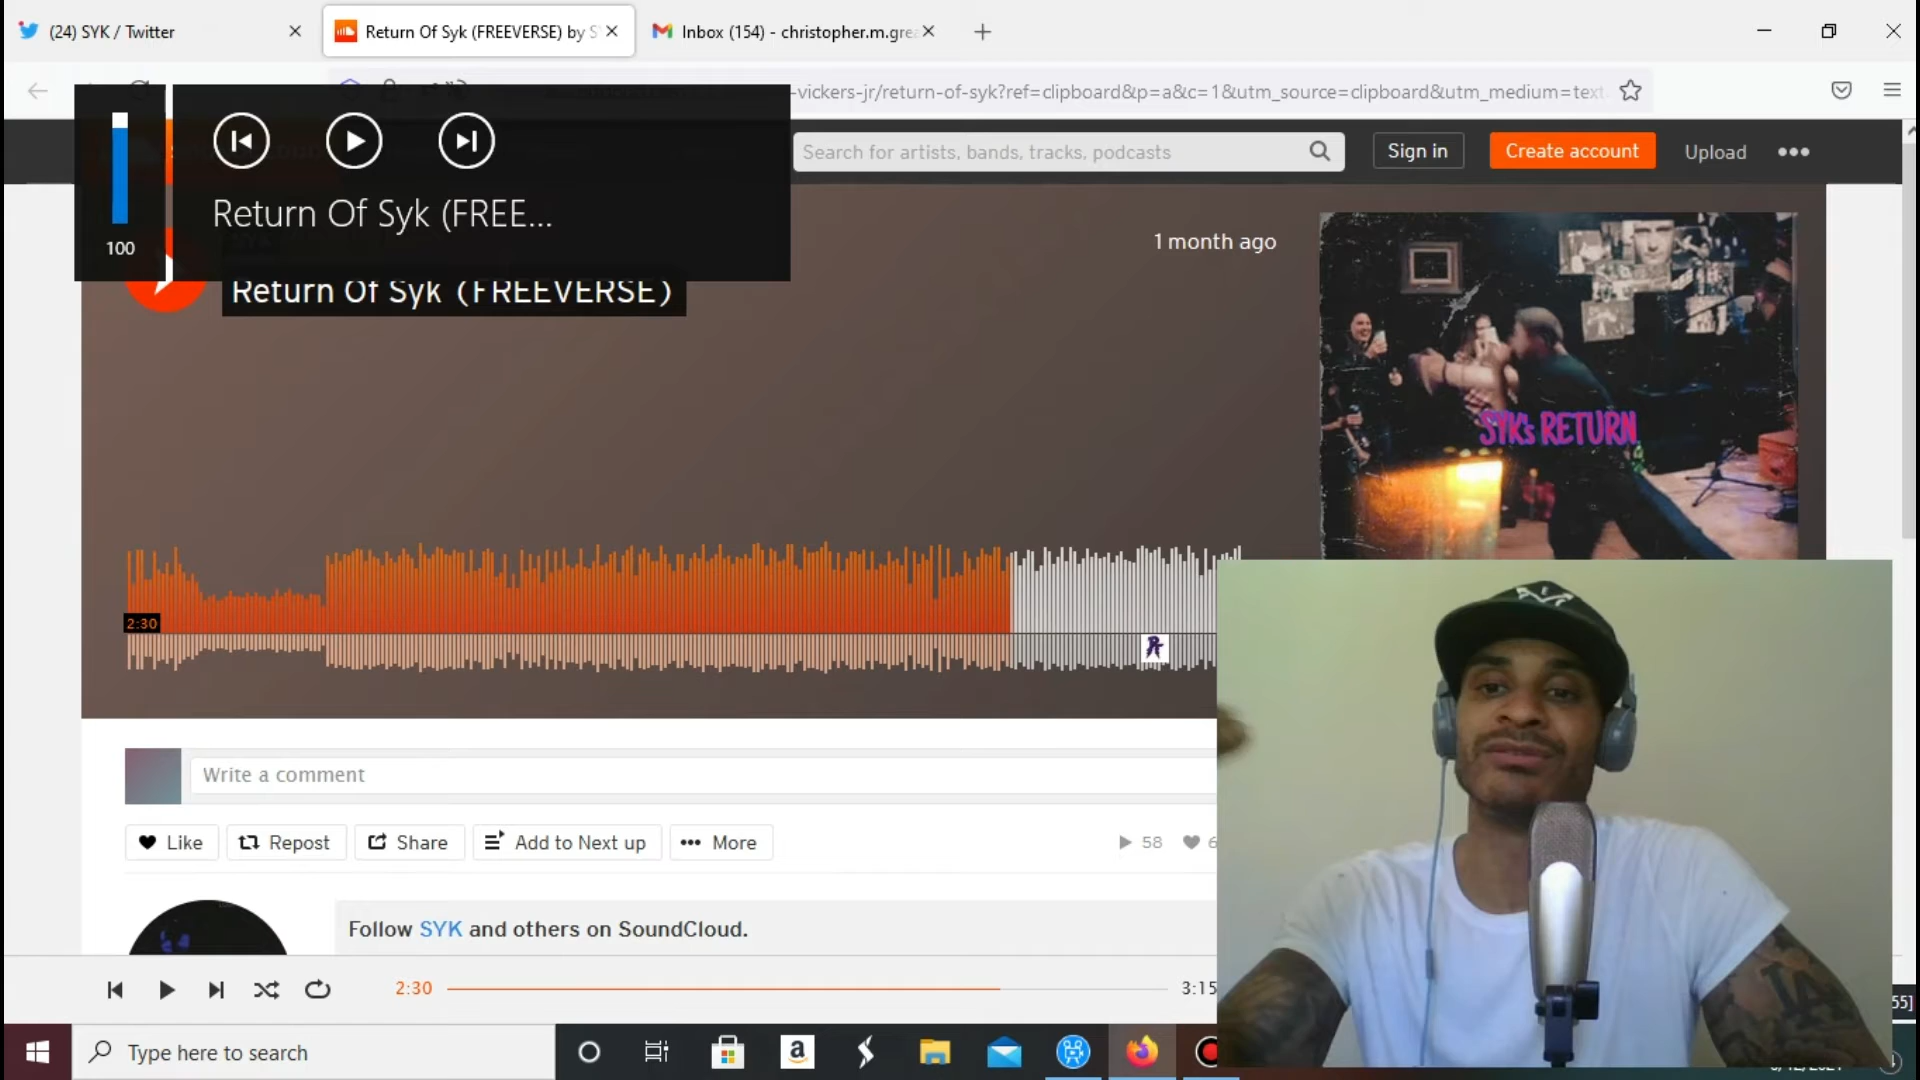 (24) SYK / Twitter
Return Of Syk (FREEVERSE) by S
Inbox (154) - christopher.m.grea
-vickers-jr/return-of-syk?ref=clipboard&p=a&c=1&utm_source=clipboard&utm_medium=text
100
Return Of Syk (FREE...
Search for artists, bands, tracks, podcasts
Sign in
Create account
Upload
Return Of Syk (FREEVERSE)
1 month ago
SYK's RETURN
2:30
Write a comment
Like
Repost
Share
Add to Next up
More
58
6
Follow SYK and others on SoundCloud.
2:30
3:15
55]
Type here to search